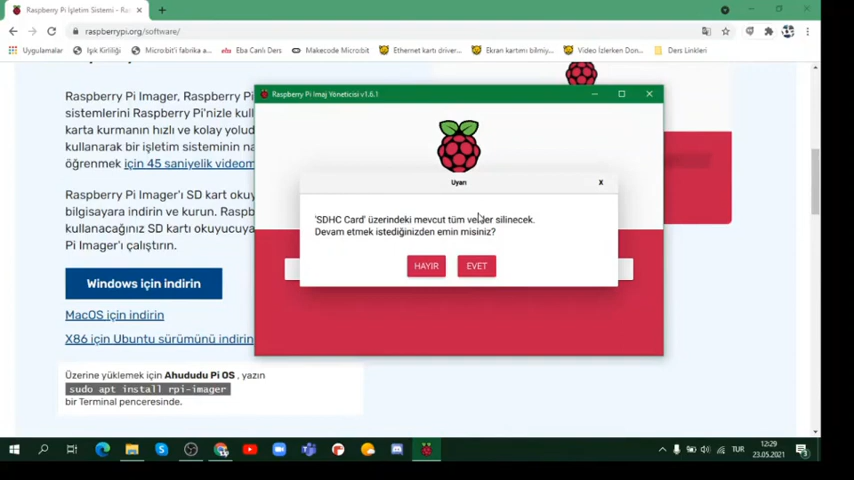 Raspberry Pi İşletim Sistemi - Ras
raspberrypi.org/software/
Uygulamalar
Işık Kirliliği
Micro:bit'i fabrika a...
Eba Canlı Ders
Makecode Micro:bit
Ethernet kartı driver...
Ekran kartımı bilmiy...
Video İzlerken Don...
Ders Linkleri
Raspberry Pi Imager, Raspberry Pi
sistemlerini Raspberry Pi'nizle kull
karta kurmanın hızlı ve kolay yolud
kullanarak bir işletim sisteminin na
öğrenmek için 45 saniyelik videom
Raspberry Pi Imager'ı SD kart okuy
bilgisayara indirin ve kurun. Raspb
kullanacağınız SD kartı okuyucuya
Pi Imager'ı çalıştırın.
Windows için indirin
MacOS için indirin
X86 için Ubuntu sürümünü indirin
Üzerine yüklemek için Ahududu Pi OS , yazın
sudo apt install rpi-imager
bir Terminal penceresinde.
Raspberry Pi İmaj Yöneticisi v1.6.1
Uyarı
X
'SDHC Card' üzerindeki mevcut tüm veriler silinecek.
Devam etmek istediğinizden emin misiniz?
HAYIR
EVET
TUR
12:29
23.05.2021